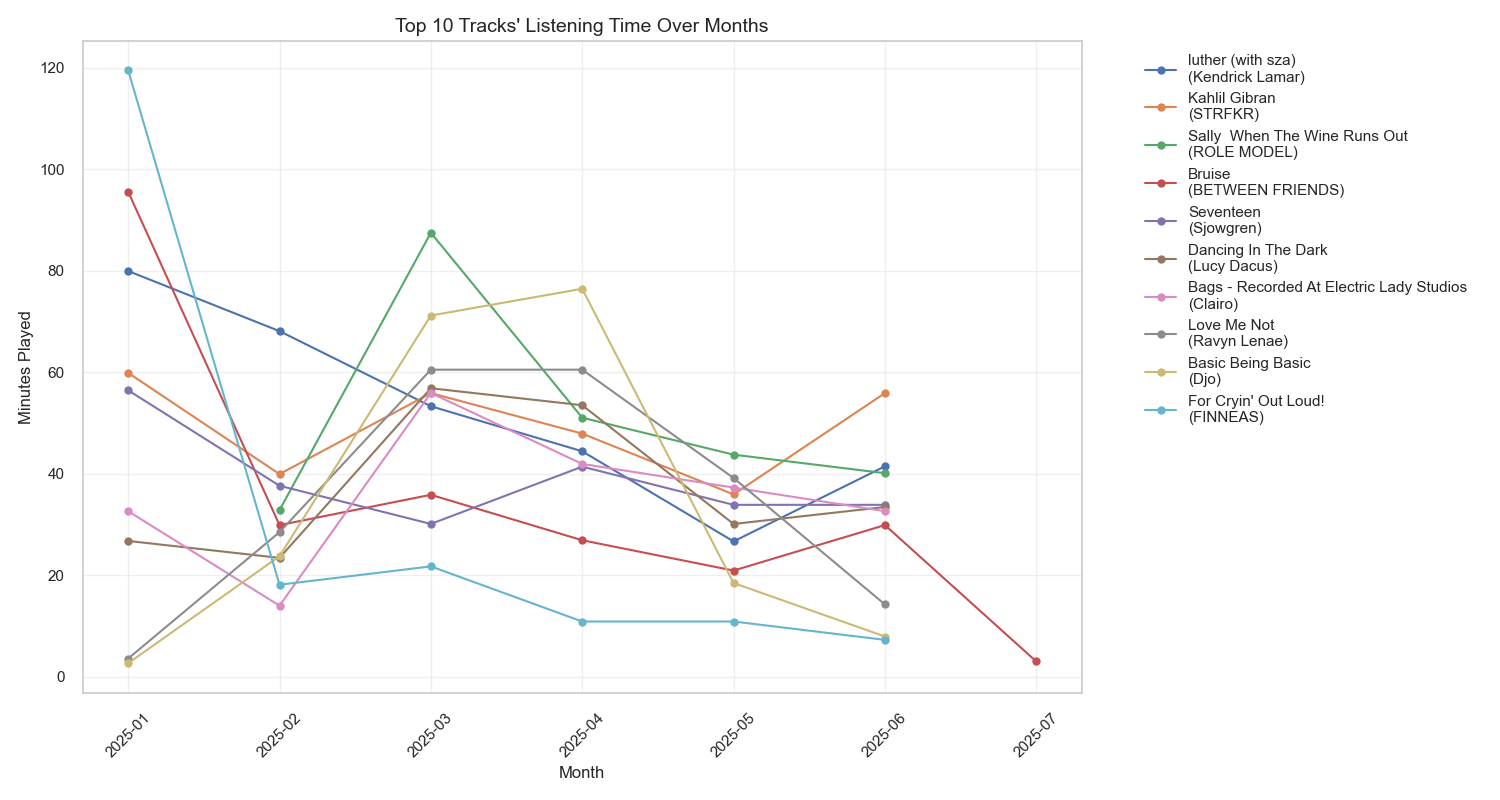 Top 10 Tracks' Listening Time Over Months
120
100
80
60
40
20
0
Minutes Played
2025-01
2025-02
2025-03
2025-04
2025-05
2025-06
2025-07
Month
luther (with sza)
(Kendrick Lamar)
Kahlil Gibran
(STRFKR)
Sally  When The Wine Runs Out
(ROLE MODEL)
Bruise
(BETWEEN FRIENDS)
Seventeen
(Sjowgren)
Dancing In The Dark
(Lucy Dacus)
Bags - Recorded At Electric Lady Studios
(Clairo)
Love Me Not
(Ravyn Lenae)
Basic Being Basic
(Djo)
For Cryin' Out Loud!
(FINNEAS)